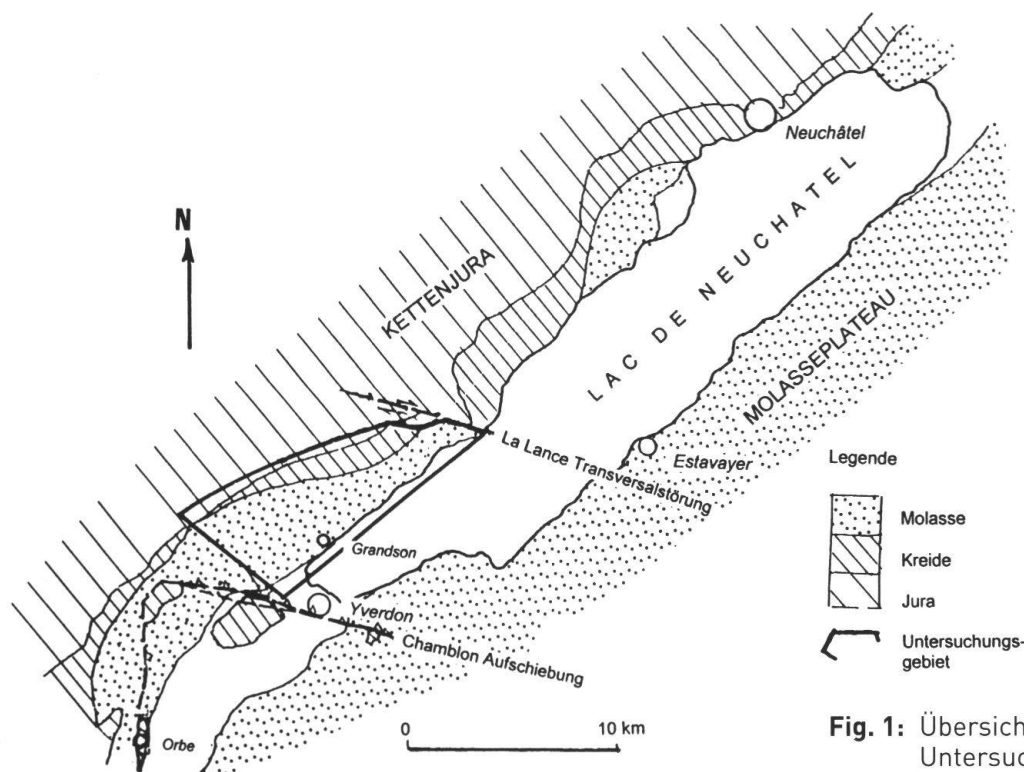 N
Neuchâtel
KETTENJURA
LAC DE NEUCHATEL
MOLASSEPLATEAU
La Lance Transversalstörung
Estavayer
Grandson
Yverdon
Chamblon Aufschiebung
Orbe
0 10 km
Legende
Molasse
Kreide
Jura
Untersuchungs-
gebiet
Fig. 1: Übersich
Untersuc